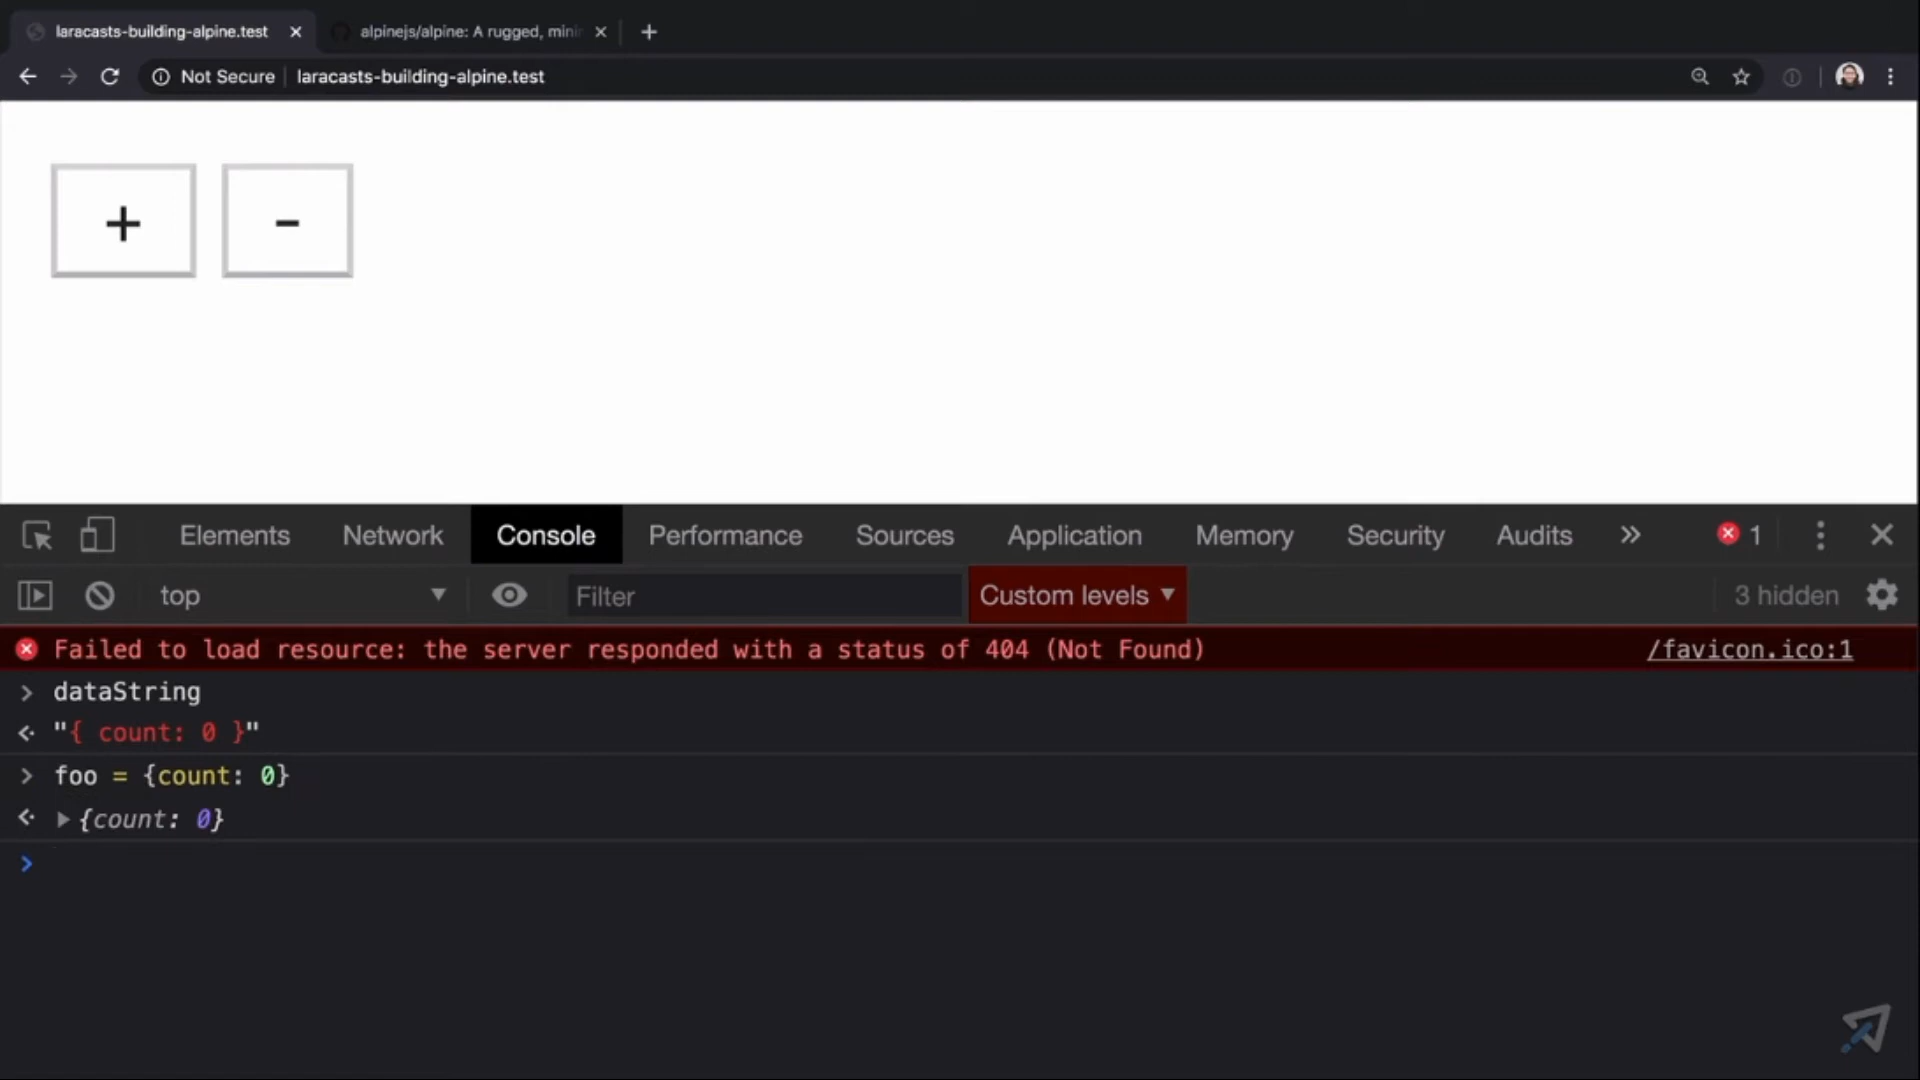 laracasts-building-alpine.test
alpinejs/alpine: A rugged, mini
Not Secure laracasts-building-alpine.test
+ -
Elements Network Console Performance Sources Application Memory Security Audits » 1
top Filter Custom levels 3 hidden
Failed to load resource: the server responded with a status of 404 (Not Found) /favicon.ico:1
> dataString
"{ count: 0 }"
> foo = {count: 0}
{count: 0}
>